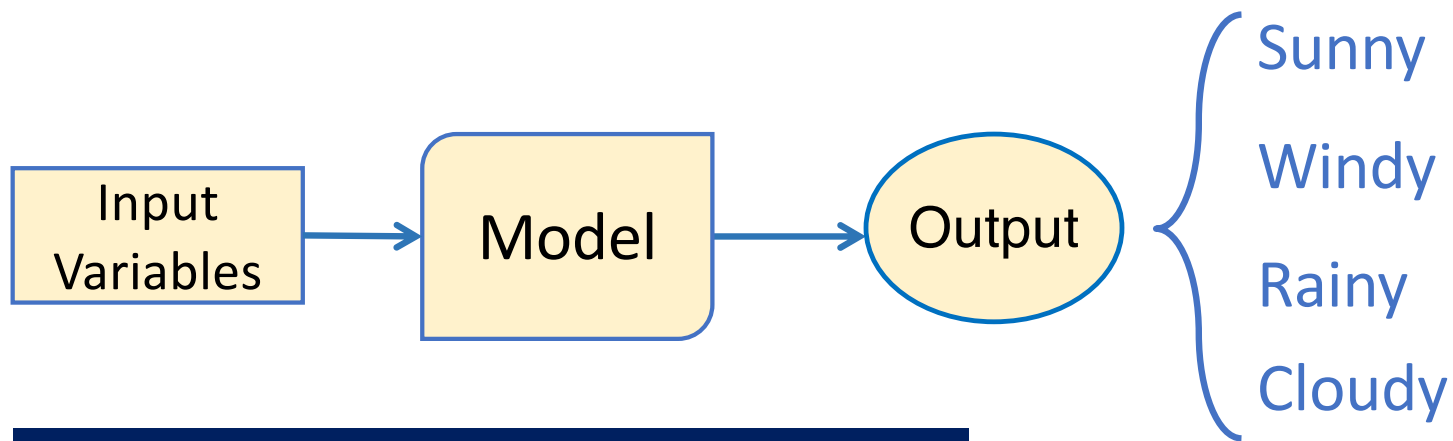 Input
Variables
Model
Output
Sunny
Windy
Rainy
Cloudy